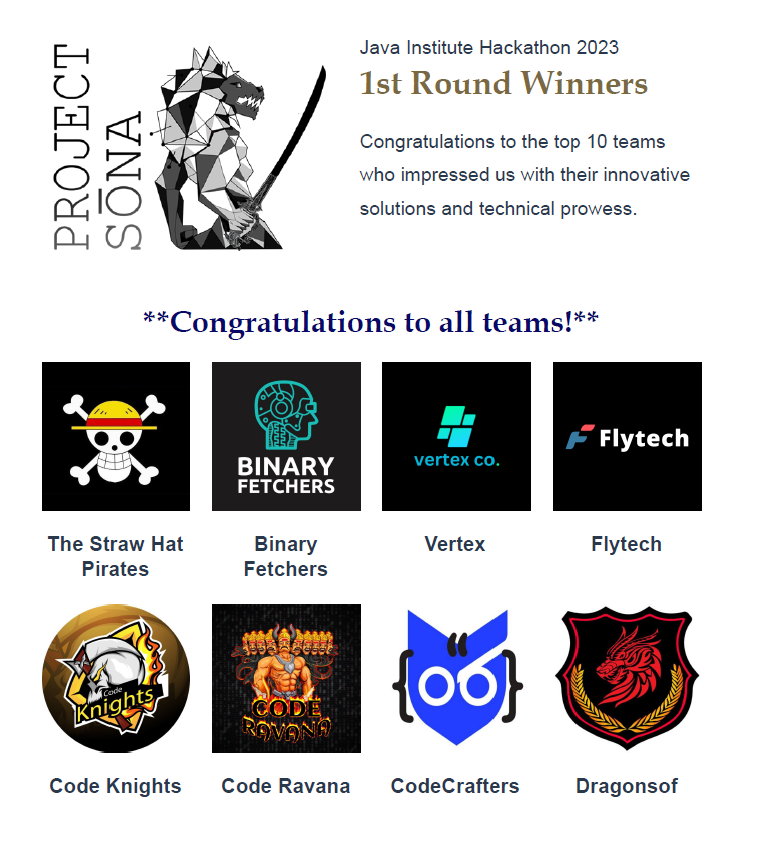 PROJECT
SŌNA
Java Institute Hackathon 2023
1st Round Winners
Congratulations to the top 10 teams
who impressed us with their innovative
solutions and technical prowess.
**Congratulations to all teams!**
BINARY
FETCHERS
vertex co.
Flytech
The Straw Hat
Pirates
Binary
Fetchers
Vertex
Flytech
Code
Knights
CODE
RAVANA
Code Knights
Code Ravana
CodeCrafters
Dragonsof